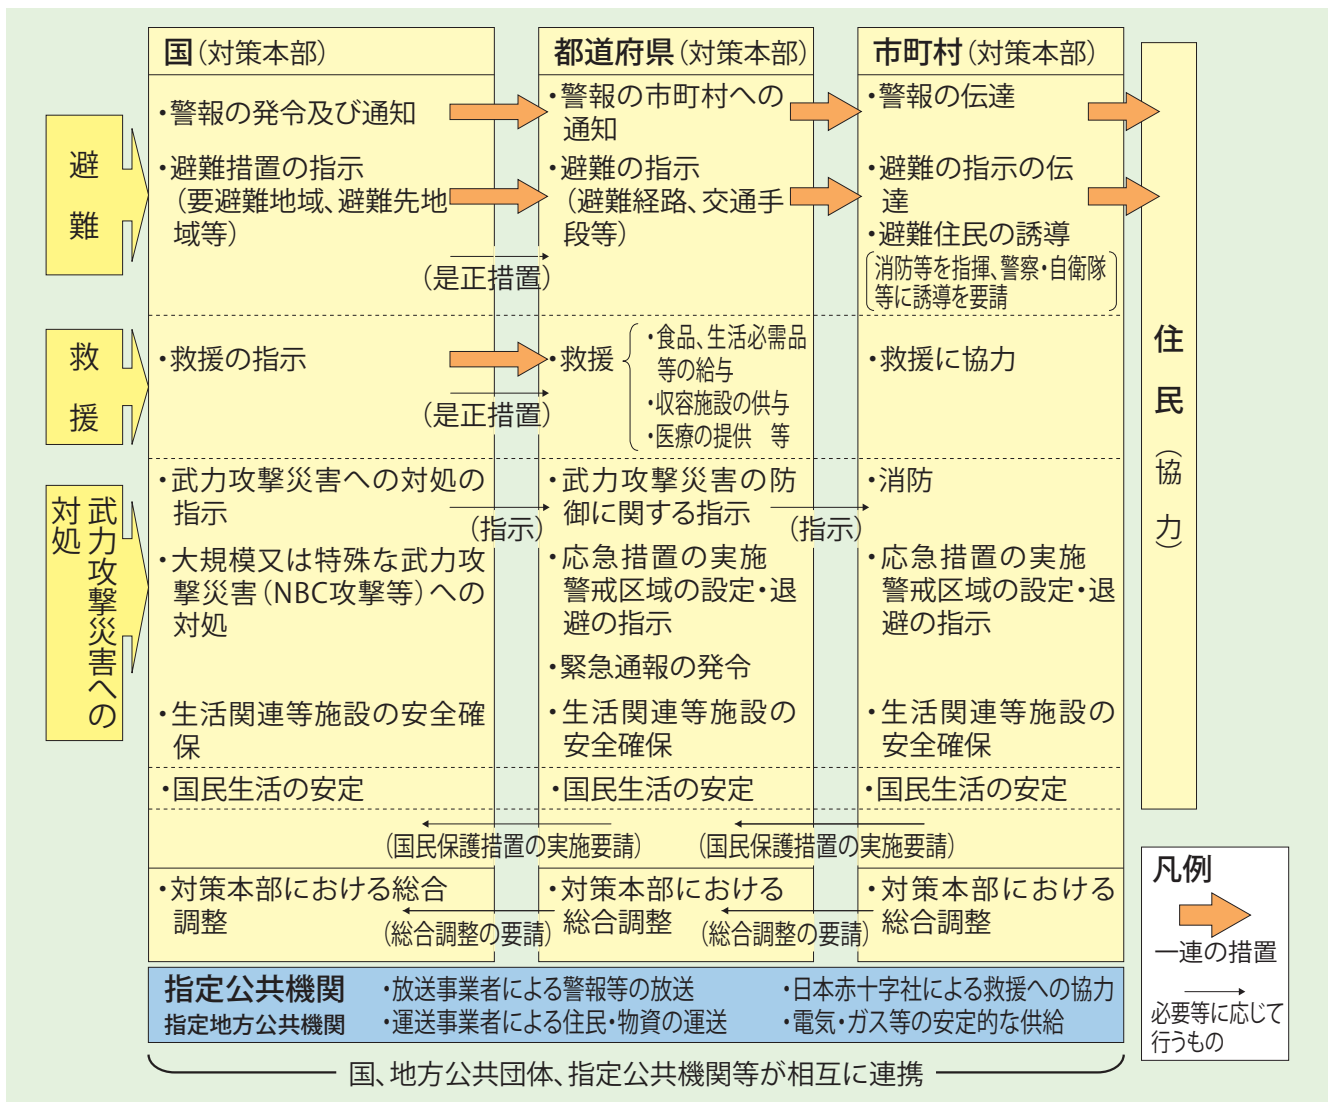 国（対策本部）
都道府県（対策本部）
市町村（対策本部）
避
難
・警報の発令及び通知
・避難措置の指示
（要避難地域、避難先地
域等）
（是正措置）
・警報の市町村への
通知
・避難の指示
（避難経路、交通手
段等）
・警報の伝達
・避難の指示の伝
達
・避難住民の誘導
消防等を指揮、警察・自衛隊
等に誘導を要請
救
援
・救援の指示
（是正措置）
・救援
・食品、生活必需品
等の給与
・収容施設の供与
・医療の提供　等
・救援に協力
武力攻撃災害への
対処
・武力攻撃災害への対処の
指示
（指示）
・大規模又は特殊な武力攻
撃災害（NBC攻撃等）への
対処
・生活関連等施設の安全確
保
・武力攻撃災害の防
御に関する指示
（指示）
・応急措置の実施
警戒区域の設定・退
避の指示
・緊急通報の発令
・生活関連等施設の
安全確保
・消防
・応急措置の実施
警戒区域の設定・退
避の指示
・生活関連等施設の
安全確保
・国民生活の安定
・国民生活の安定
・国民生活の安定
（国民保護措置の実施要請）
（国民保護措置の実施要請）
・対策本部における総合
調整
（総合調整の要請）
・対策本部における
総合調整
（総合調整の要請）
・対策本部における
総合調整
住民（協力）
凡例
一連の措置
必要等に応じて
行うもの
指定公共機関
指定地方公共機関
・放送事業者による警報等の放送
・運送事業者による住民・物資の運送
・日本赤十字社による救援への協力
・電気・ガス等の安定的な供給
国、地方公共団体、指定公共機関等が相互に連携